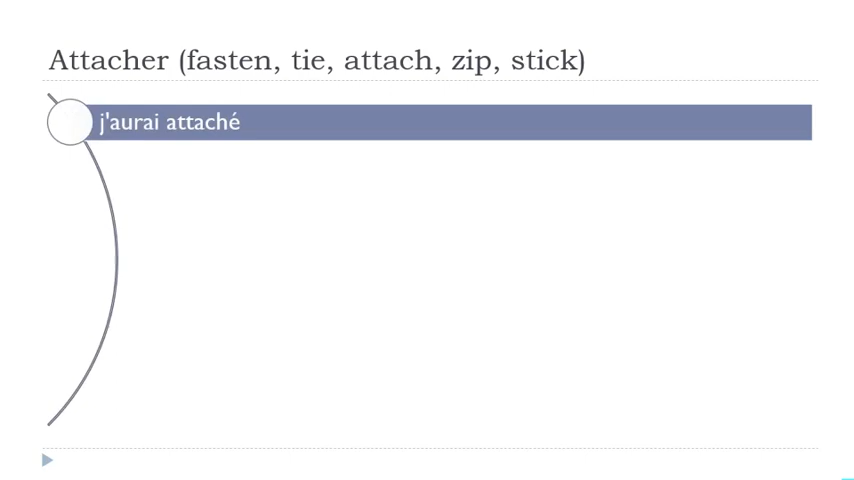 Attacher (fasten, tie, attach, zip, stick)
j'aurai attaché